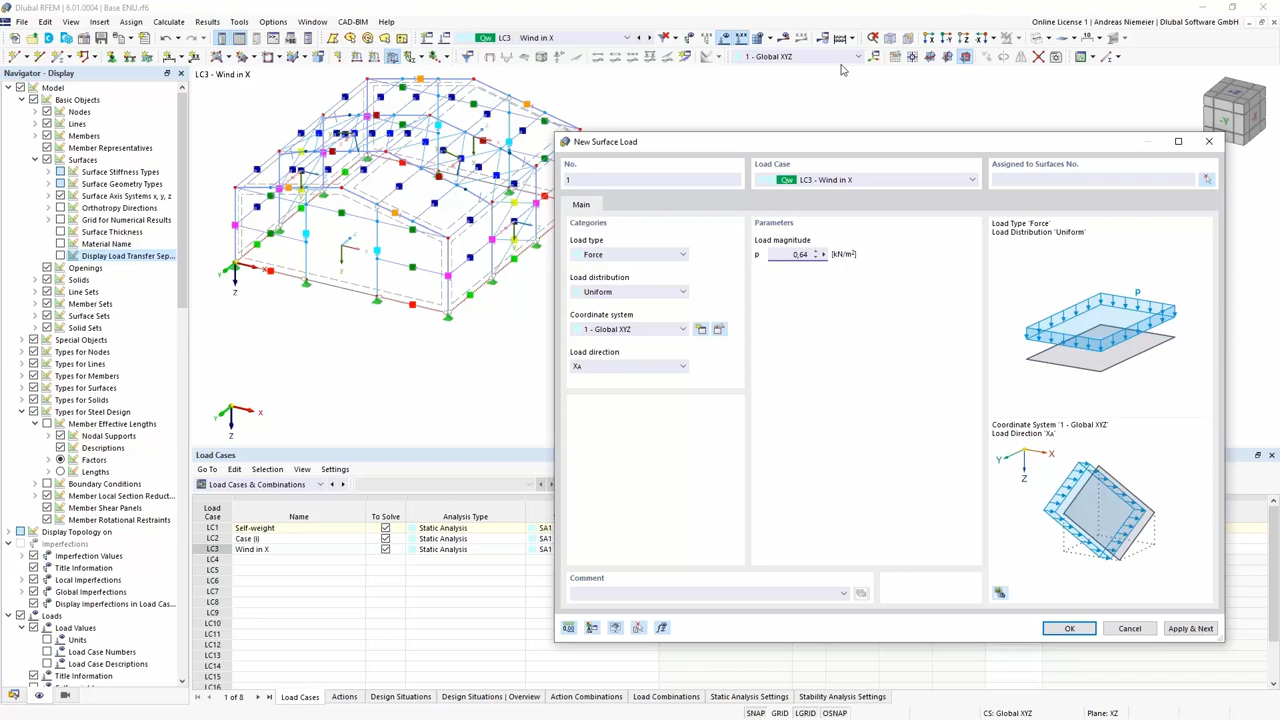 Dlubal RFEM | 6.01.0004 | Base ENU.rf6
File Edit View Insert Assign Calculate Results Tools Options Window CAD-BIM Help
Online License 1 | Andreas Niemeier | Dlubal Software GmbH
Qw LC3 Wind in X
1 - Global XYZ
Navigator - Display
Model
Basic Objects
Nodes
Lines
Members
Member Representatives
Surfaces
Surface Stiffness Types
Surface Geometry Types
Surface Axis Systems x, y, z
Orthotropy Directions
Grid for Numerical Results
Surface Thickness
Material Name
Display Load Transfer Sep...
Openings
Solids
Line Sets
Member Sets
Surface Sets
Solid Sets
Special Objects
Types for Nodes
Types for Lines
Types for Members
Types for Surfaces
Types for Solids
Types for Steel Design
Member Effective Lengths
Nodal Supports
Descriptions
Factors
Lengths
Boundary Conditions
Member Local Section Reduct...
Member Shear Panels
Member Rotational Restraints
Display Topology on
Imperfections
Imperfection Values
Title Information
Local Imperfections
Global Imperfections
Display Imperfections in Load Cas...
Loads
Load Values
Units
Load Case Numbers
Load Case Descriptions
Title Information
LC3 - Wind in X
X
Z
Y
X
Z
+Z
-Y
New Surface Load
No.
1
Load Case
Qw LC3 - Wind in X
Assigned to Surfaces No.
Main
Categories
Load type
Force
Load distribution
Uniform
Coordinate system
1 - Global XYZ
Load direction
XA
Parameters
Load magnitude
p 0,64 [kN/m²]
Load Type 'Force'
Load Distribution 'Uniform'
p
Coordinate System '1 - Global XYZ'
Load Direction 'XA'
Y X
Z
Comment
OK Cancel Apply & Next
Load Cases
Go To Edit Selection View Settings
Load Cases & Combinations
Load Case Name To Solve Analysis Type
LC1 Self-weight Static Analysis SA1
LC2 Case (i) Static Analysis SA1
LC3 Wind in X Static Analysis SA1
LC4
LC5
LC6
LC7
LC8
LC9
LC10
LC11
LC12
LC13
LC14
LC15
LC16
1 of 8 Load Cases Actions Design Situations Design Situations | Overview Action Combinations Load Combinations Static Analysis Settings Stability Analysis Settings
SNAP GRID LGRID OSNAP CS: Global XYZ Plane: XZ